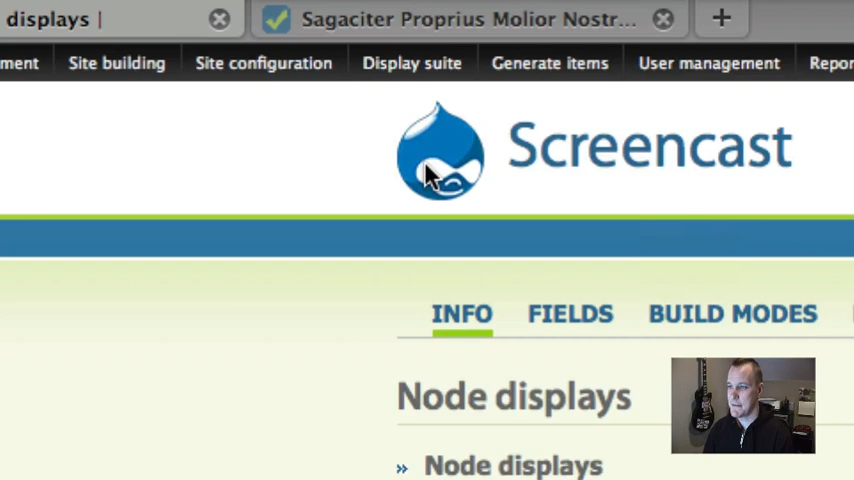 displays |
Sagaciter Proprius Molior Nostr...
ment Site building Site configuration Display suite Generate items User management Repor
Screencast
INFO FIELDS BUILD MODES
Node displays
» Node displays